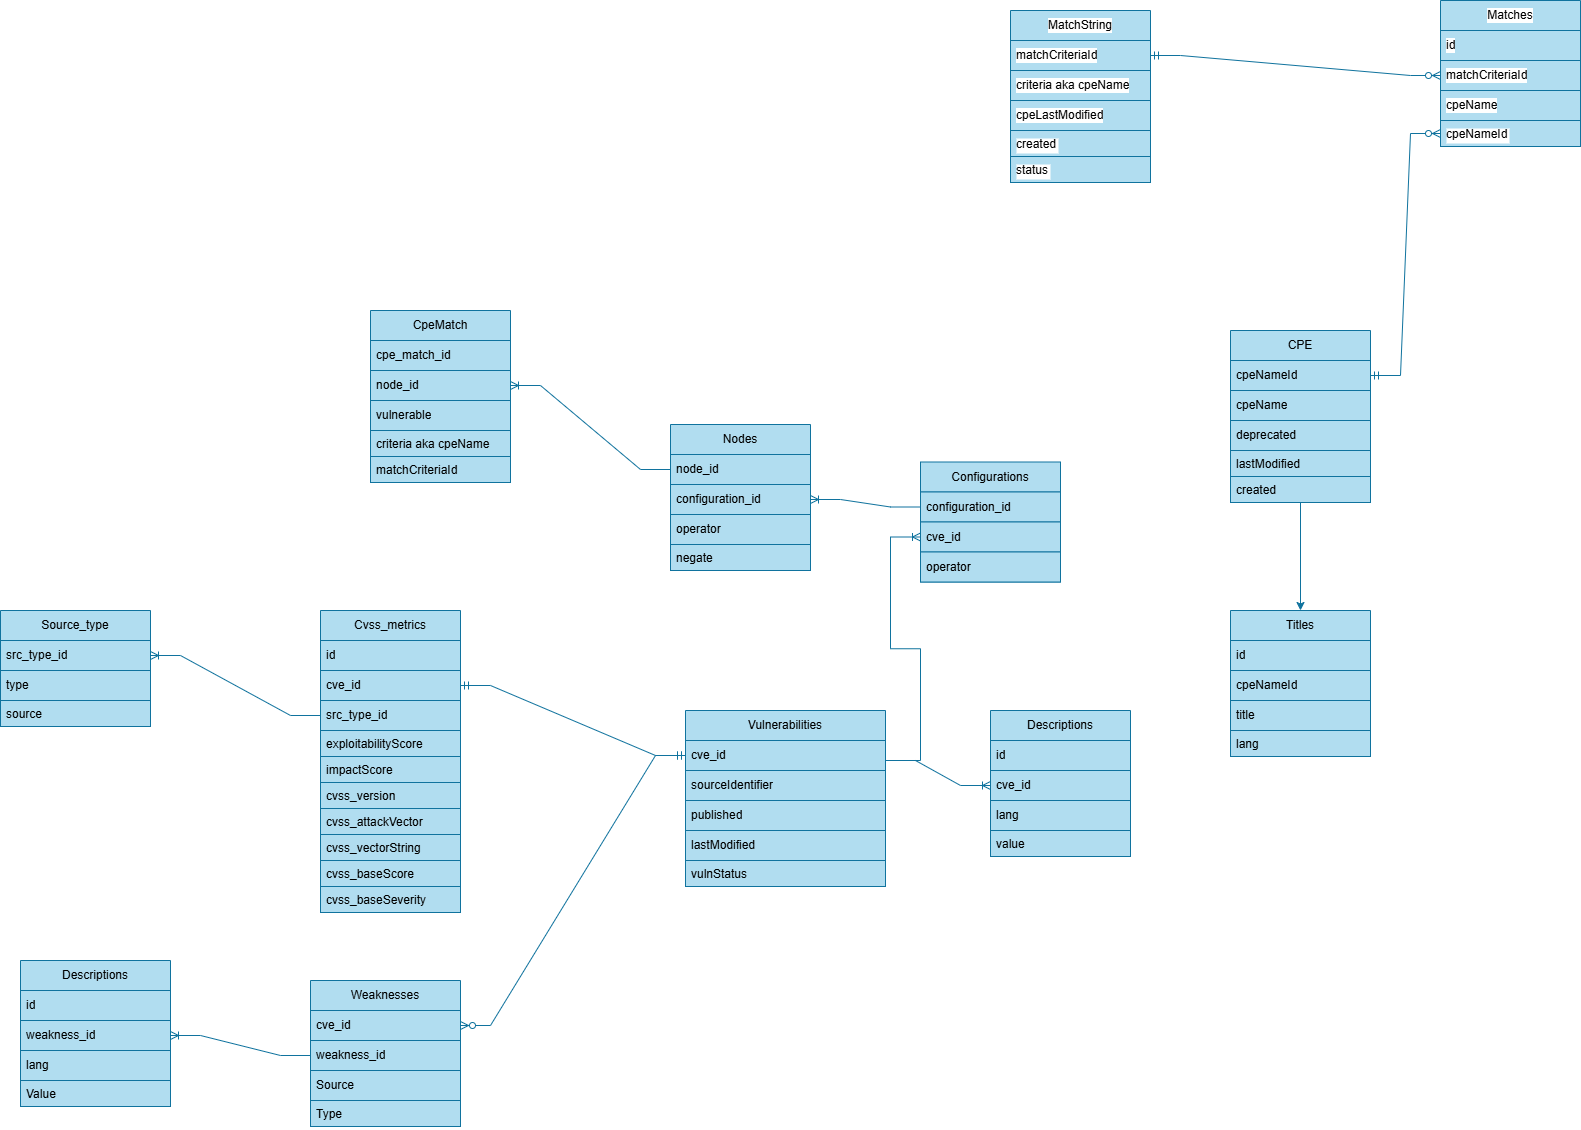 MatchString
matchCriteriaId
criteria aka cpeName
cpeLastModified
created
status
Matches
id
matchCriteriaId
cpeName
cpeNameId
CpeMatch
cpe_match_id
node_id
vulnerable
criteria aka cpeName
matchCriteriaId
Nodes
node_id
configuration_id
operator
negate
Configurations
configuration_id
cve_id
operator
CPE
cpeNameId
cpeName
deprecated
lastModified
created
Source_type
src_type_id
type
source
Cvss_metrics
id
cve_id
src_type_id
exploitabilityScore
impactScore
cvss_version
cvss_attackVector
cvss_vectorString
cvss_baseScore
cvss_baseSeverity
Vulnerabilities
cve_id
sourceIdentifier
published
lastModified
vulnStatus
Descriptions
id
cve_id
lang
value
Titles
id
cpeNameId
title
lang
Descriptions
id
weakness_id
lang
Value
Weaknesses
cve_id
weakness_id
Source
Type